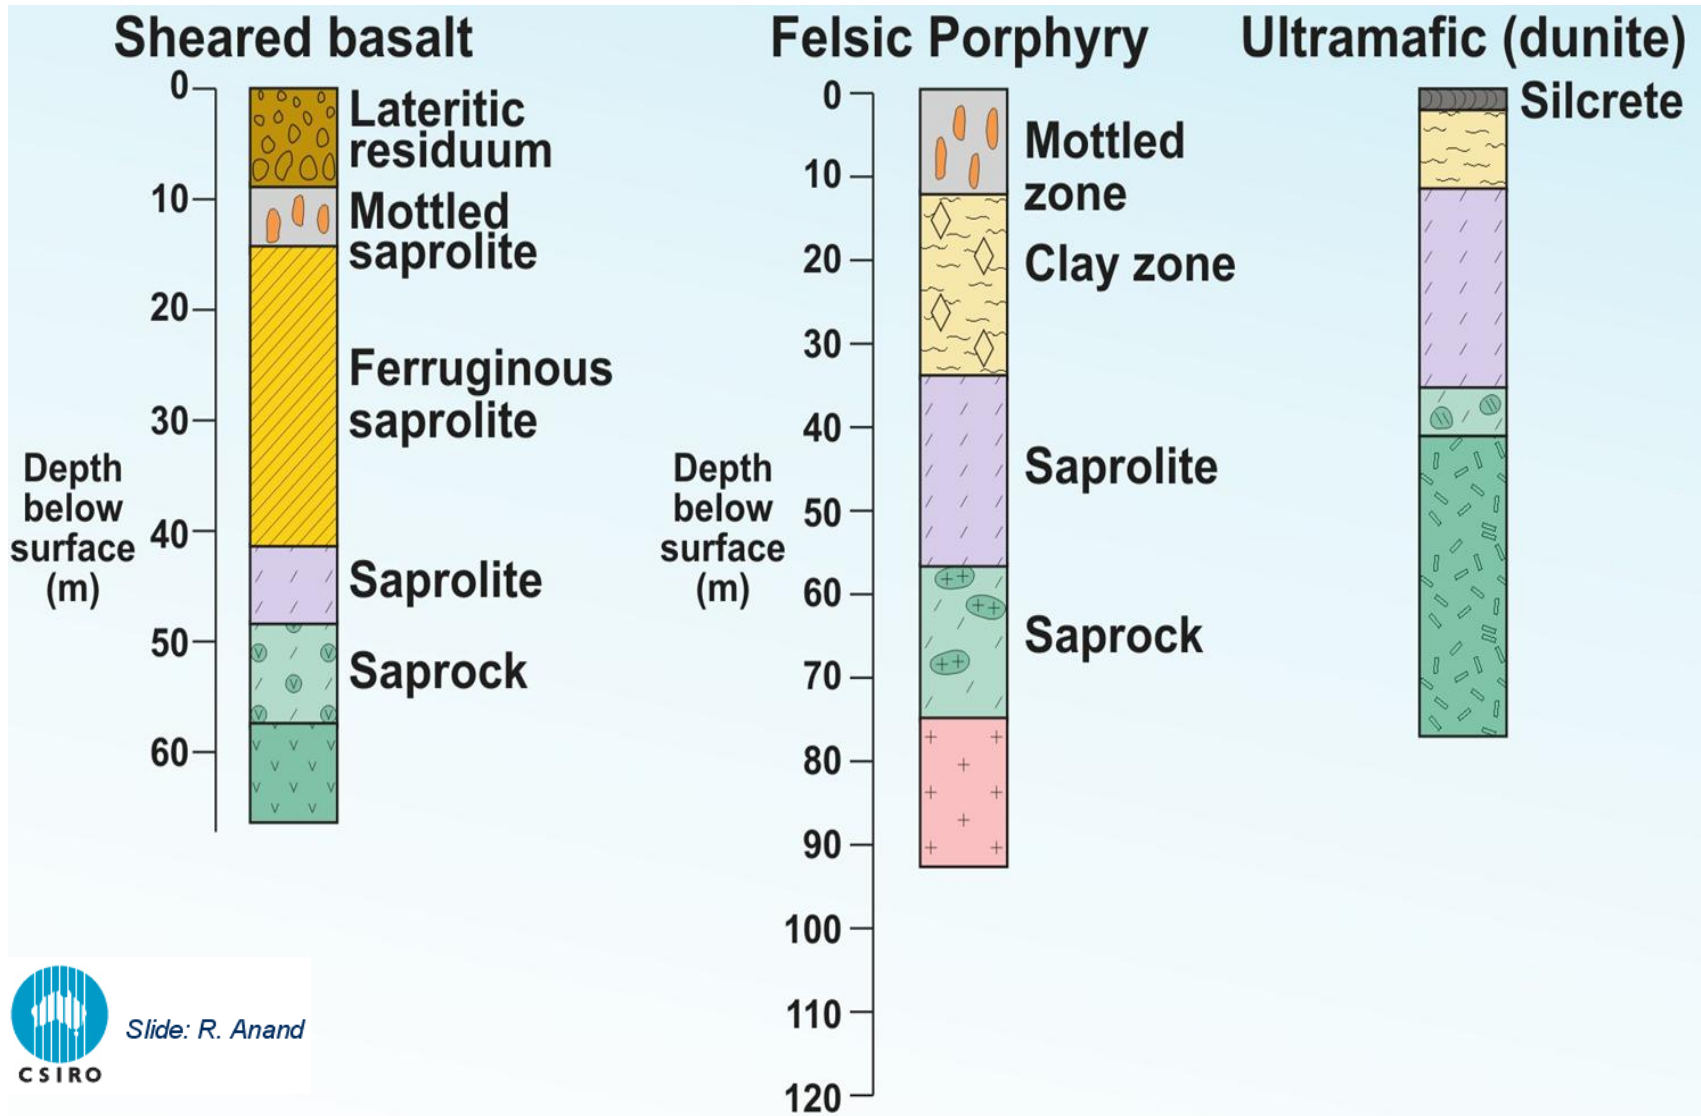 Sheared basalt
0
10
20
30
40
50
60
Depth
below
surface
(m)
Lateritic
residuum
Mottled
saprolite
Ferruginous
saprolite
Saprolite
Saprock
Felsic Porphyry
0
10
20
30
40
50
60
70
80
90
100
110
120
Depth
below
surface
(m)
Mottled
zone
Clay zone
Saprolite
Saprock
Ultramafic (dunite)
Silcrete
CSIRO
Slide: R. Anand